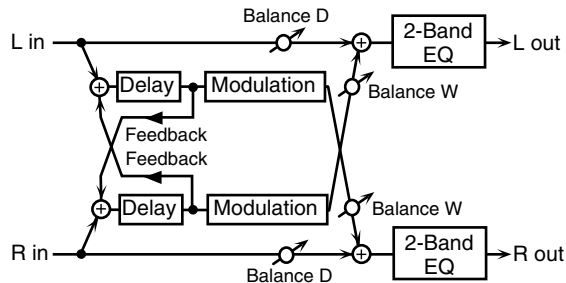 Balance D
L in
2-Band
EQ
L out
Delay
Modulation
Balance W
Feedback
Feedback
Delay
Modulation
Balance W
R in
2-Band
EQ
R out
Balance D